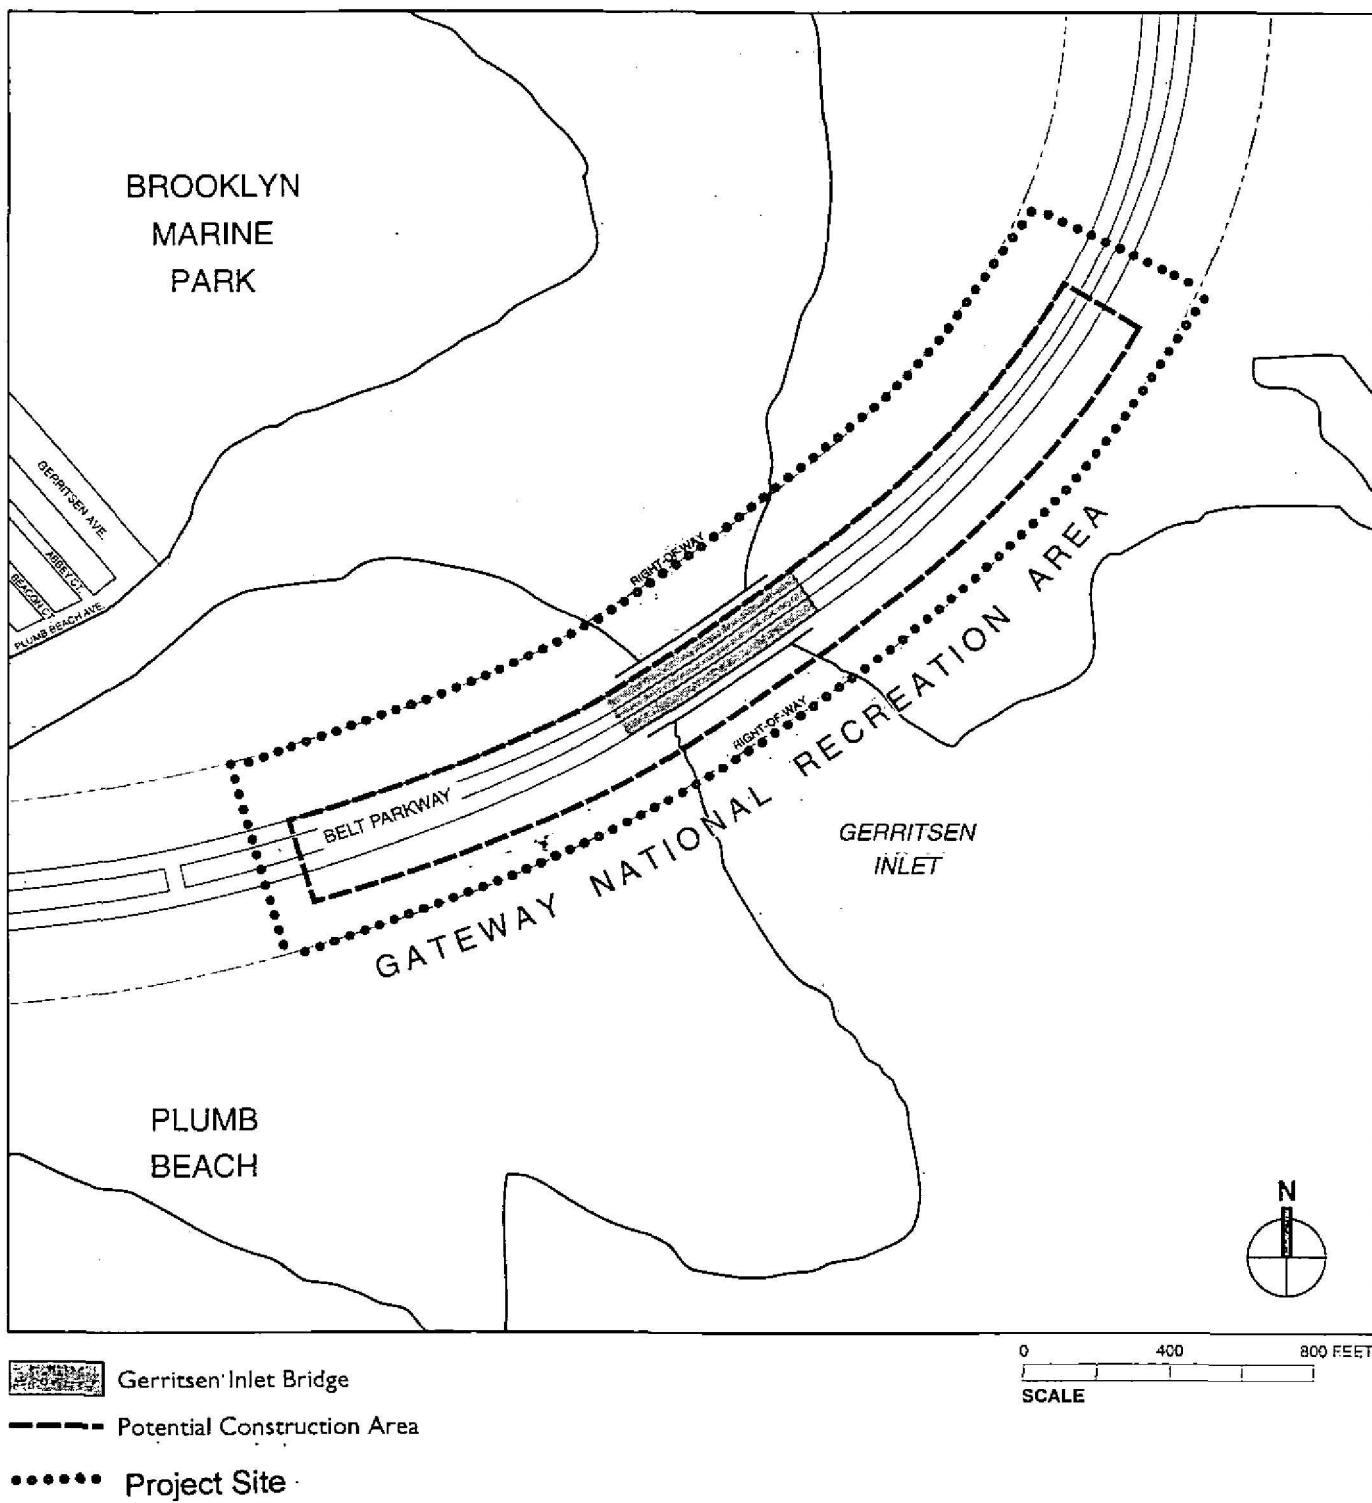 BROOKLYN
MARINE
PARK
GERRITSEN AVE.
ABBEY CT.
BEACON CT.
PLUMB BEACH AVE.
RIGHT-OF-WAY
BELT PARKWAY
RIGHT-OF-WAY
GATEWAY NATIONAL RECREATION AREA
GERRITSEN
INLET
PLUMB
BEACH
N
0 400 800 FEET
SCALE
Gerritsen Inlet Bridge
Potential Construction Area
Project Site